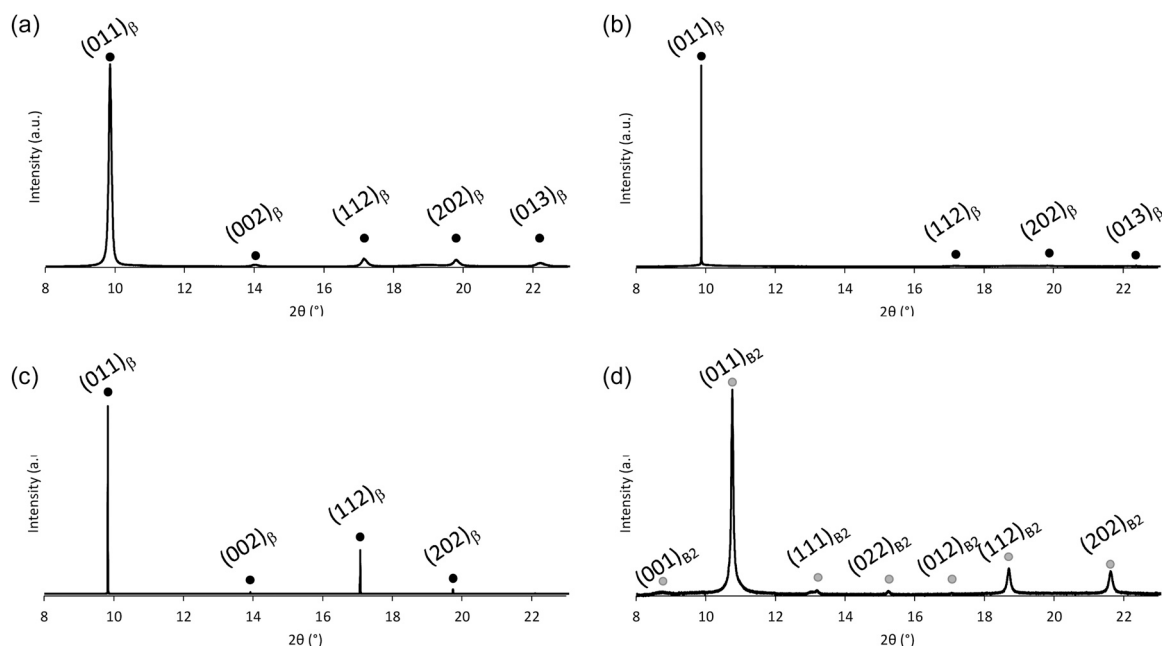 (a)
(011)β
(002)β
(112)β
(202)β
(013)β
Intensity (a.u.)
8 10 12 14 16 18 20 22
2θ (°)
(b)
(011)β
(112)β
(202)β
(013)β
Intensity (a.u.)
8 10 12 14 16 18 20 22
2θ (°)
(c)
(011)β
(002)β
(112)β
(202)β
Intensity (a.
8 10 12 14 16 18 20 22
2θ (°)
(d)
(001)B2
(011)B2
(111)B2
(022)B2
(012)B2
(112)B2
(202)B2
Intensity (a.
8 10 12 14 16 18 20 22
2θ (°)